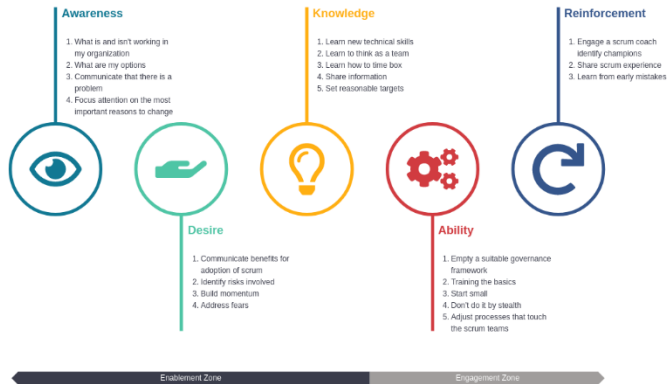 Awareness
1. What is and isn't working in
my organization
2. What are my options
3. Communicate that there is a
problem
4. Focus attention on the most
important reasons to change
Knowledge
1. Learn new technical skills
2. Learn to think as a team
3. Learn how to time box
4. Share information
5. Set reasonable targets
Reinforcement
1. Engage a scrum coach
identify champions
2. Share scrum experience
3. Learn from early mistakes
Desire
1. Communicate benefits for
adoption of scrum
2. Identify risks involved
3. Build momentum
4. Address fears
Ability
1. Empty a suitable governance
framework
2. Training the basics
3. Start small
4. Don't do it by stealth
5. Adjust processes that touch
the scrum teams
Enablement Zone
Engagement Zone